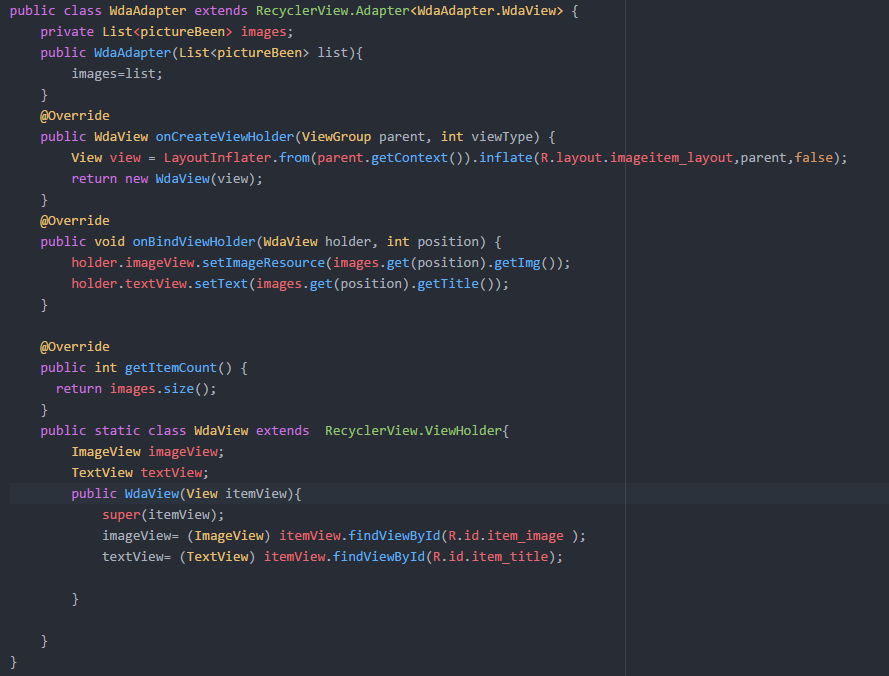 public class WdaAdapter extends RecyclerView.Adapter<WdaAdapter.WdaView> {
    private List<pictureBeen> images;
    public WdaAdapter(List<pictureBeen> list){
        images=list;
    }
    @Override
    public WdaView onCreateViewHolder(ViewGroup parent, int viewType) {
        View view = LayoutInflater.from(parent.getContext()).inflate(R.layout.imageitem_layout,parent,false);
        return new WdaView(view);
    }
    @Override
    public void onBindViewHolder(WdaView holder, int position) {
        holder.imageView.setImageResource(images.get(position).getImg());
        holder.textView.setText(images.get(position).getTitle());
    }

    @Override
    public int getItemCount() {
      return images.size();
    }
    public static class WdaView extends  RecyclerView.ViewHolder{
        ImageView imageView;
        TextView textView;
        public WdaView(View itemView){
            super(itemView);
            imageView= (ImageView) itemView.findViewById(R.id.item_image );
            textView= (TextView) itemView.findViewById(R.id.item_title);

        }

    }
}